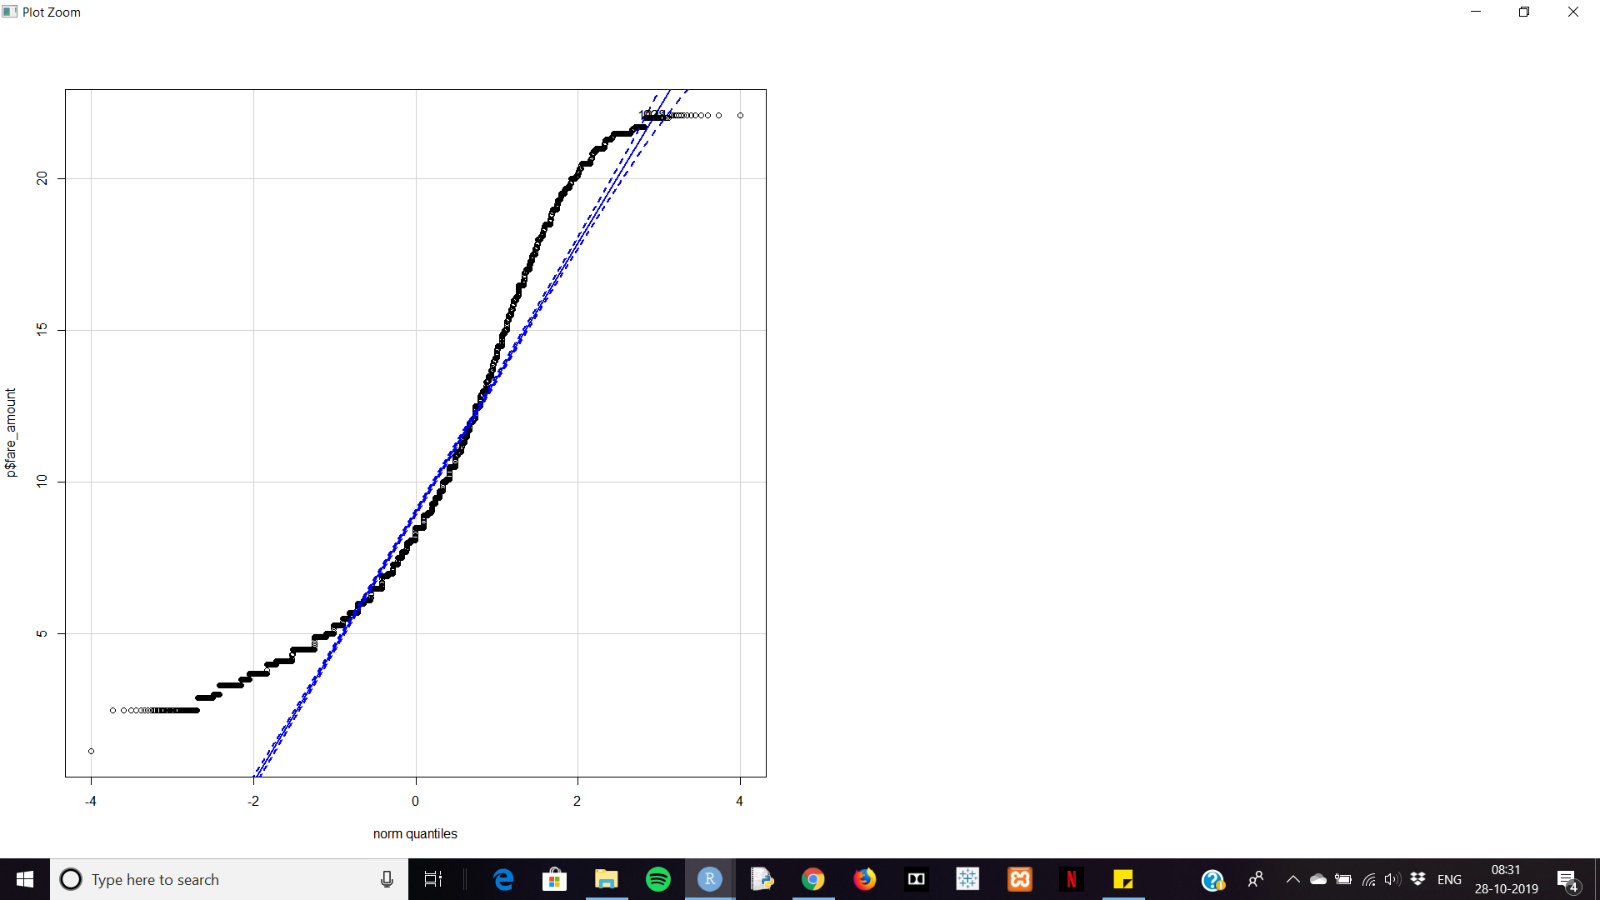 Plot Zoom
20
15
10
5
p$fare_amount
-4 -2 0 2 4
norm quantiles
Type here to search
R
N
ENG
08:31
28-10-2019
4